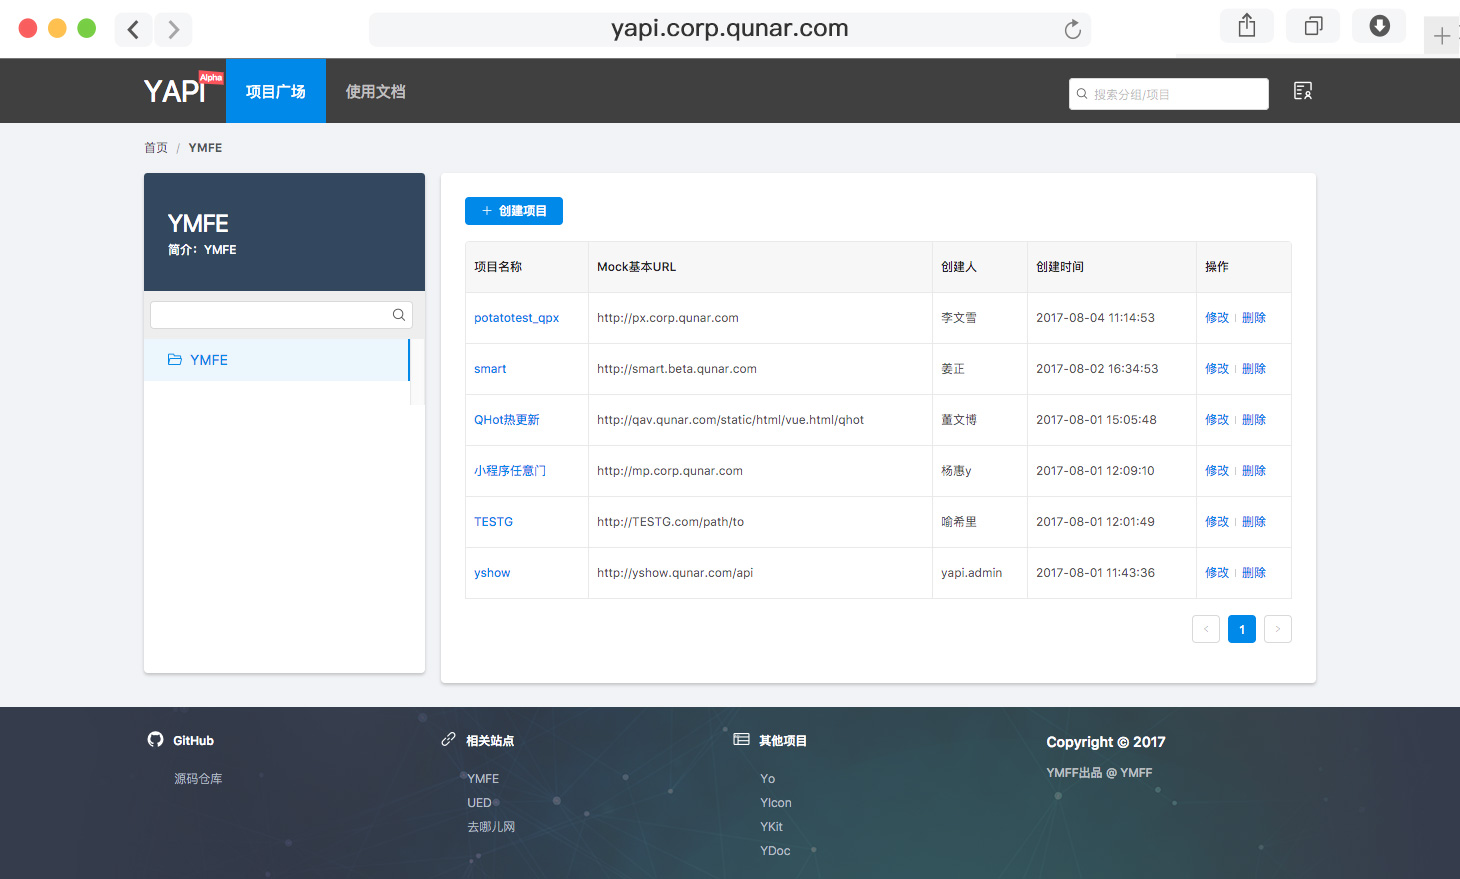 yapi.corp.qunar.com
YAPI Alpha 项目广场 使用文档 搜索分组/项目
首页 / YMFE
YMFE
简介：YMFE
YMFE
+ 创建项目
项目名称 Mock基本URL 创建人 创建时间 操作
potatotest_qpx http://px.corp.qunar.com 李文雪 2017-08-04 11:14:53 修改 删除
smart http://smart.beta.qunar.com 姜正 2017-08-02 16:34:53 修改 删除
QHot热更新 http://qav.qunar.com/static/html/vue.html/qhot 董文博 2017-08-01 15:05:48 修改 删除
小程序任意门 http://mp.corp.qunar.com 杨惠y 2017-08-01 12:09:10 修改 删除
TESTG http://TESTG.com/path/to 喻希里 2017-08-01 12:01:49 修改 删除
yshow http://yshow.qunar.com/api yapi.admin 2017-08-01 11:43:36 修改 删除
< 1 >
GitHub
源码仓库
相关站点
YMFE
UED
去哪儿网
其他项目
Yo
YIcon
YKit
YDoc
Copyright © 2017
YMFF出品 @ YMFF